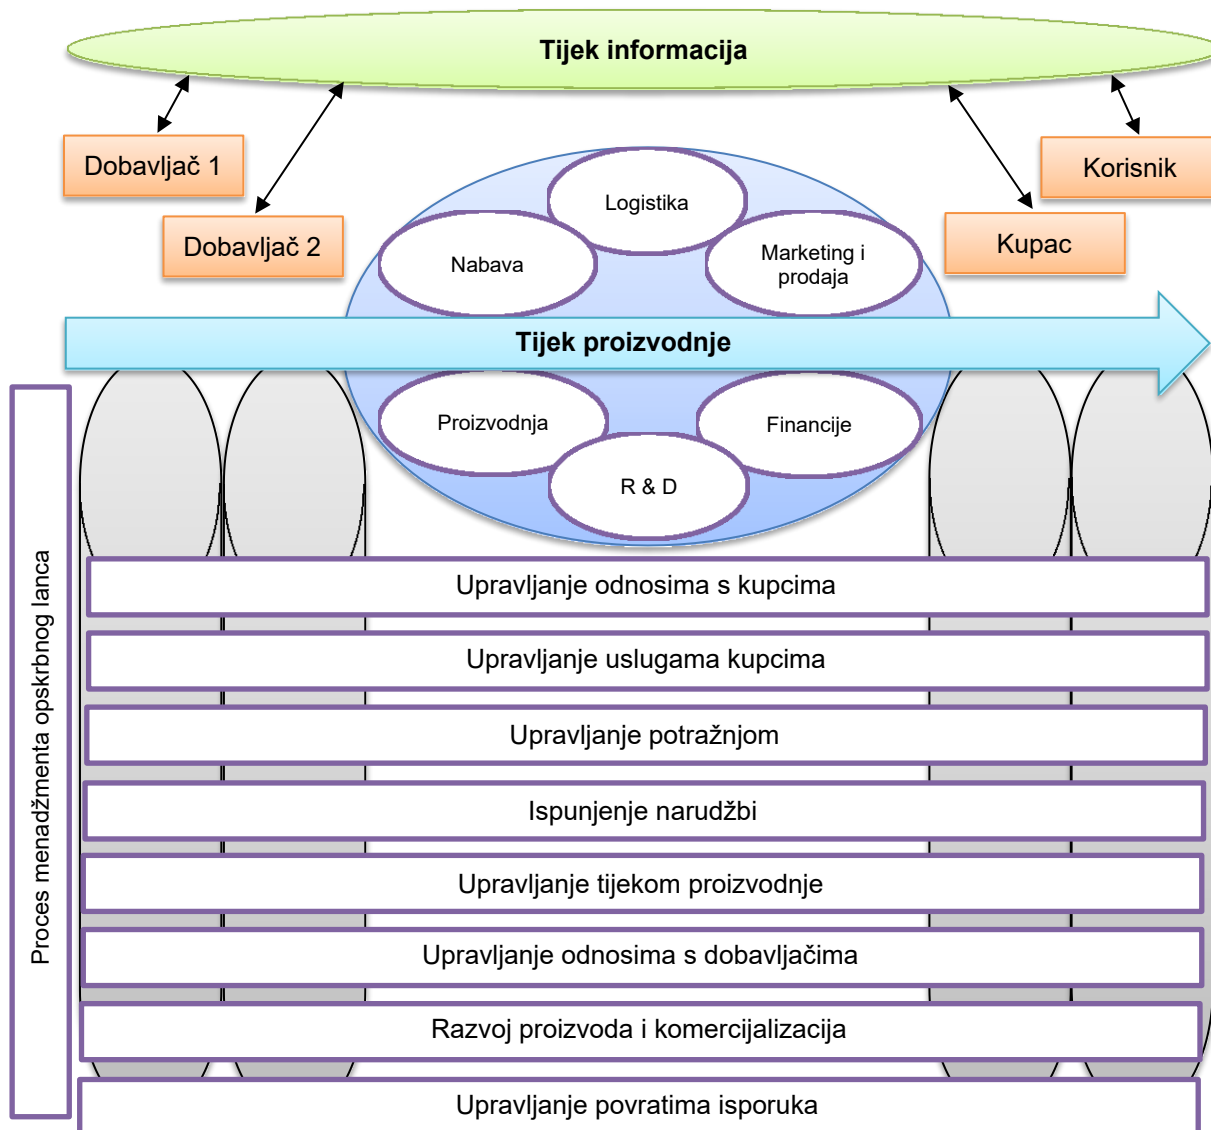 Tijek informacija
Dobavljač 1
Korisnik
Dobavljač 2
Kupac
Logistika
Nabava
Marketing i
prodaja
Tijek proizvodnje
Proizvodnja
Financije
R & D
Proces menadžmenta opskrbnog lanca
Upravljanje odnosima s kupcima
Upravljanje uslugama kupcima
Upravljanje potražnjom
Ispunjenje narudžbi
Upravljanje tijekom proizvodnje
Upravljanje odnosima s dobavljačima
Razvoj proizvoda i komercijalizacija
Upravljanje povratima isporuka